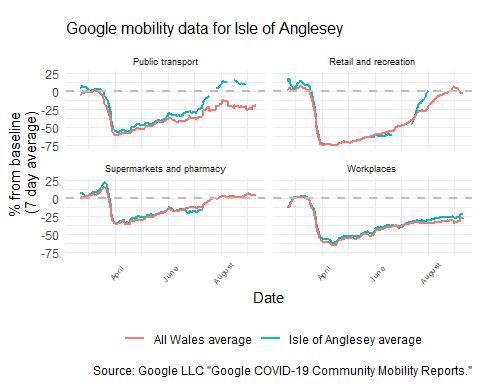 Google mobility data for Isle of Anglesey
Public transport
Retail and recreation
% from baseline
(7 day average)
25
0
-25
-50
-75
Supermarkets and pharmacy
Workplaces
25
0
-25
-50
-75
April
June
August
April
June
August
Date
All Wales average
Isle of Anglesey average
Source: Google LLC "Google COVID-19 Community Mobility Reports."